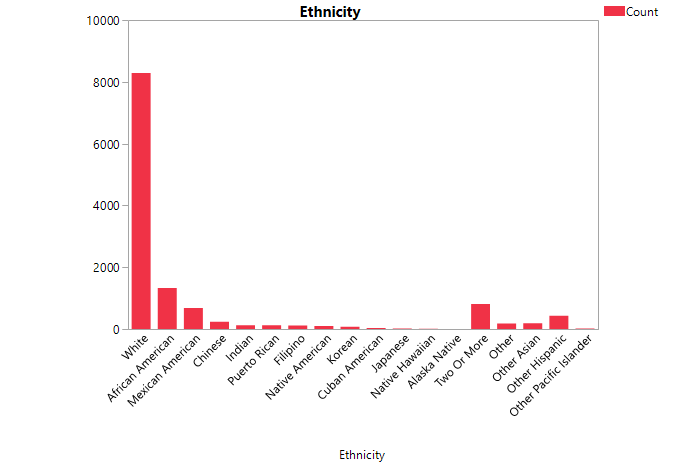 Ethnicity
Count
10000
8000
6000
4000
2000
0
White
African American
Mexican American
Chinese
Indian
Puerto Rican
Filipino
Native American
Korean
Cuban American
Japanese
Native Hawaiian
Alaska Native
Two Or More
Other
Other Asian
Other Hispanic
Other Pacific Islander
Ethnicity